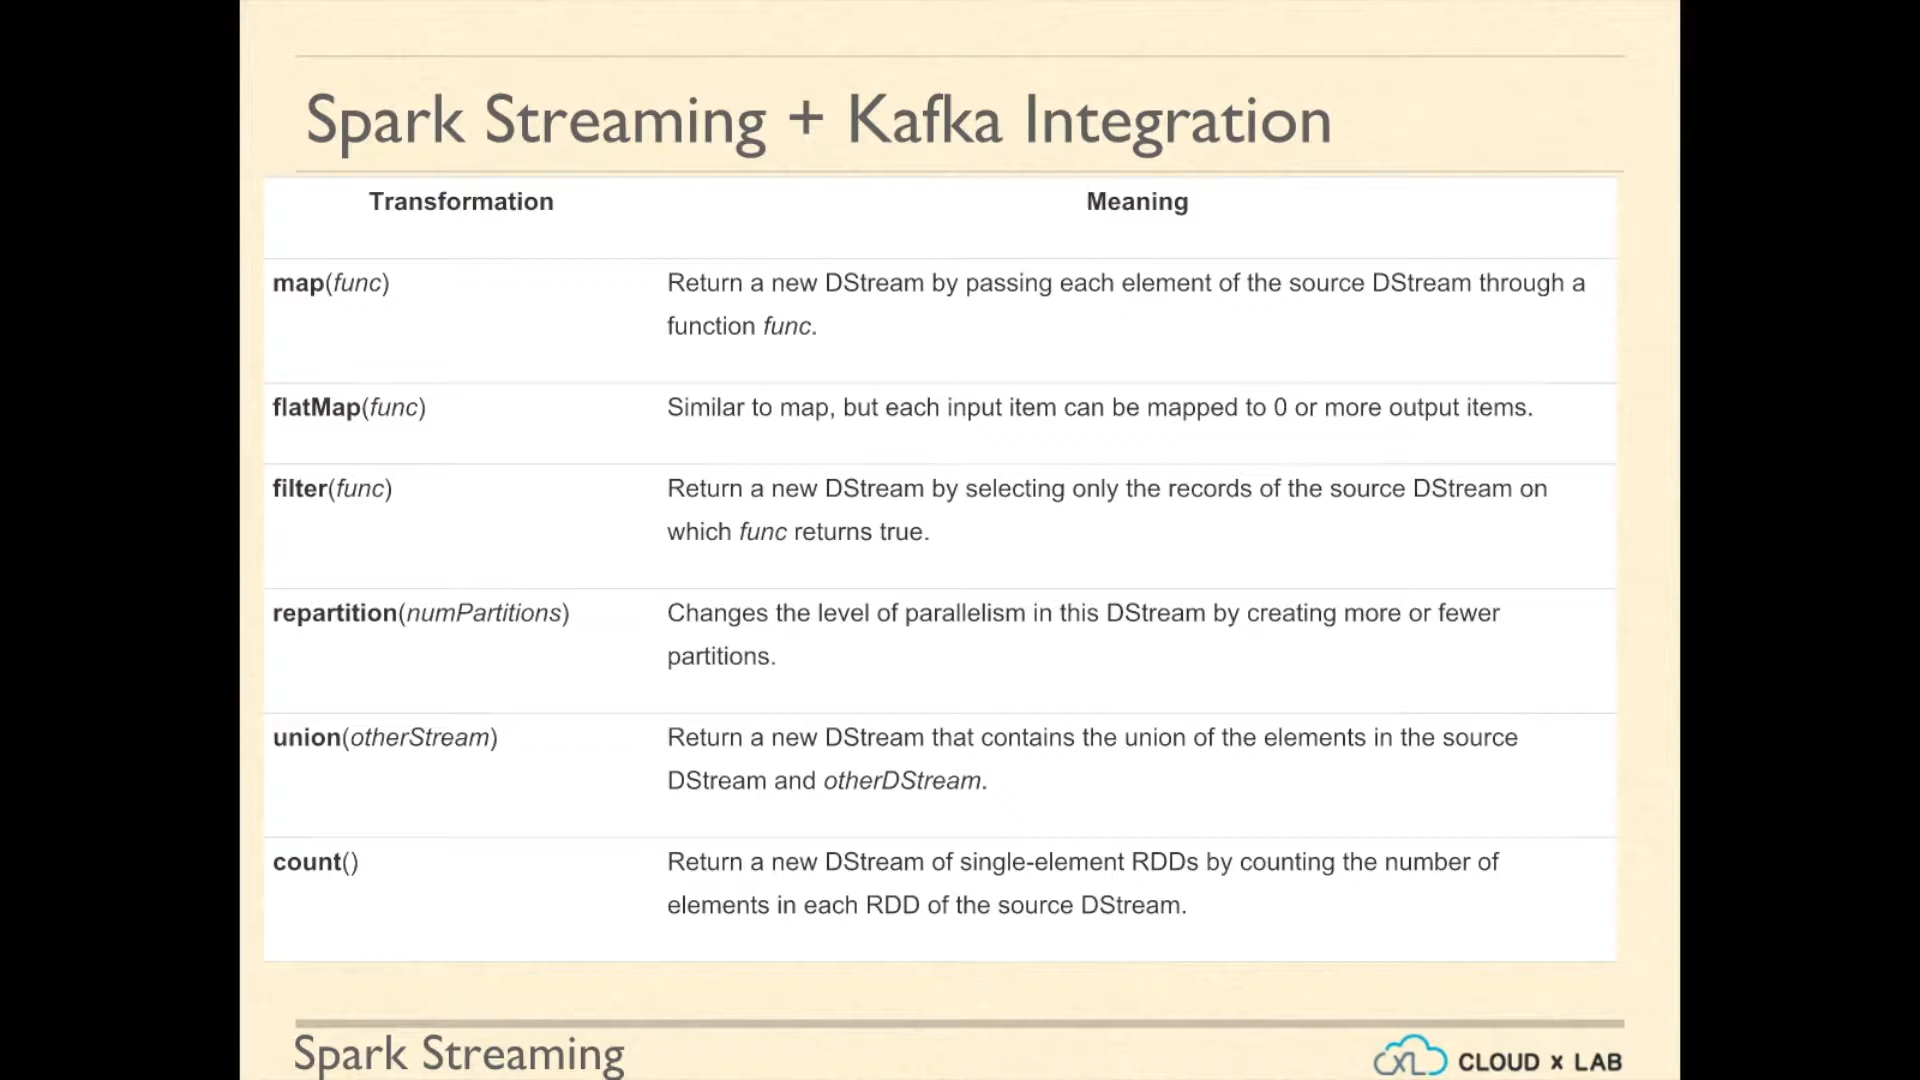 Spark Streaming + Kafka Integration
Transformation Meaning
map(func) Return a new DStream by passing each element of the source DStream through a
function func.
flatMap(func) Similar to map, but each input item can be mapped to 0 or more output items.
filter(func) Return a new DStream by selecting only the records of the source DStream on
which func returns true.
repartition(numPartitions) Changes the level of parallelism in this DStream by creating more or fewer
partitions.
union(otherStream) Return a new DStream that contains the union of the elements in the source
DStream and otherDStream.
count() Return a new DStream of single-element RDDs by counting the number of
elements in each RDD of the source DStream.
Spark Streaming
XL CLOUD x LAB